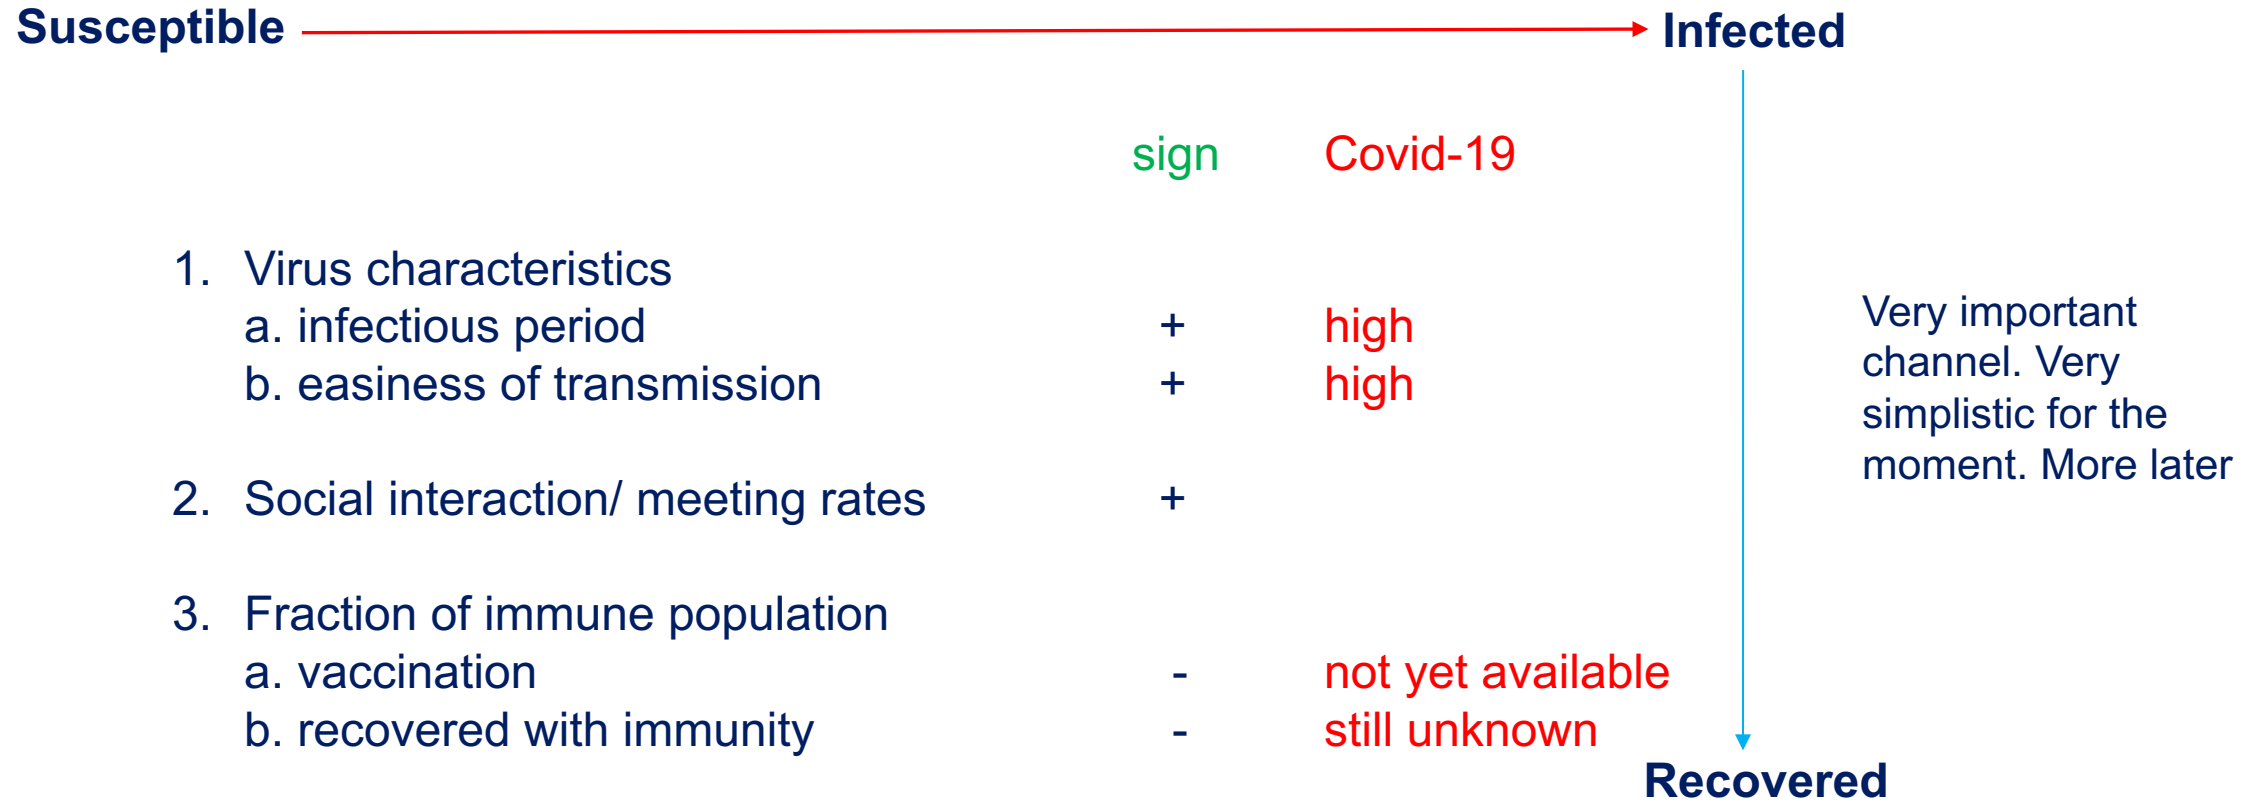 Susceptible Infected
sign Covid-19
1. Virus characteristics
a. infectious period + high
b. easiness of transmission + high
2. Social interaction/ meeting rates +
3. Fraction of immune population
a. vaccination - not yet available
b. recovered with immunity - still unknown
Very important
channel. Very
simplistic for the
moment. More later
Recovered